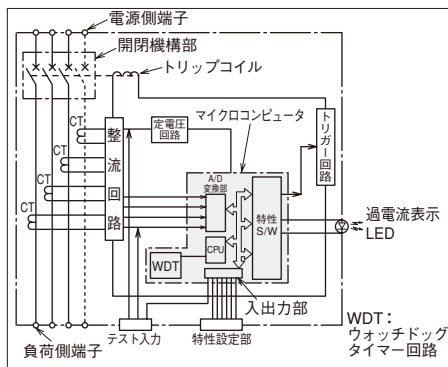 電源側端子
開閉機構部
トリップコイル
マイクロコンピュータ
CT
CT
CT
CT
整流回路
定電圧
回路
トリガー回路
A/D
変換部
特性
S/W
CPU
WDT
過電流表示
LED
入出力部
負荷側端子
テスト入力
特性設定部
WDT：
ウォッチドッグ
タイマー回路